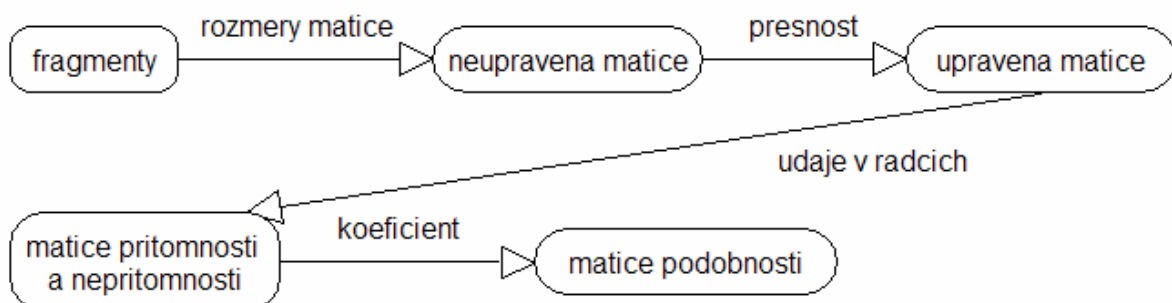 rozmery matice
presnost
fragmenty
neupravena matice
upravena matice
udaje v radcich
koeficient
matice pritomnosti
a nepritomnosti
matice podobnosti